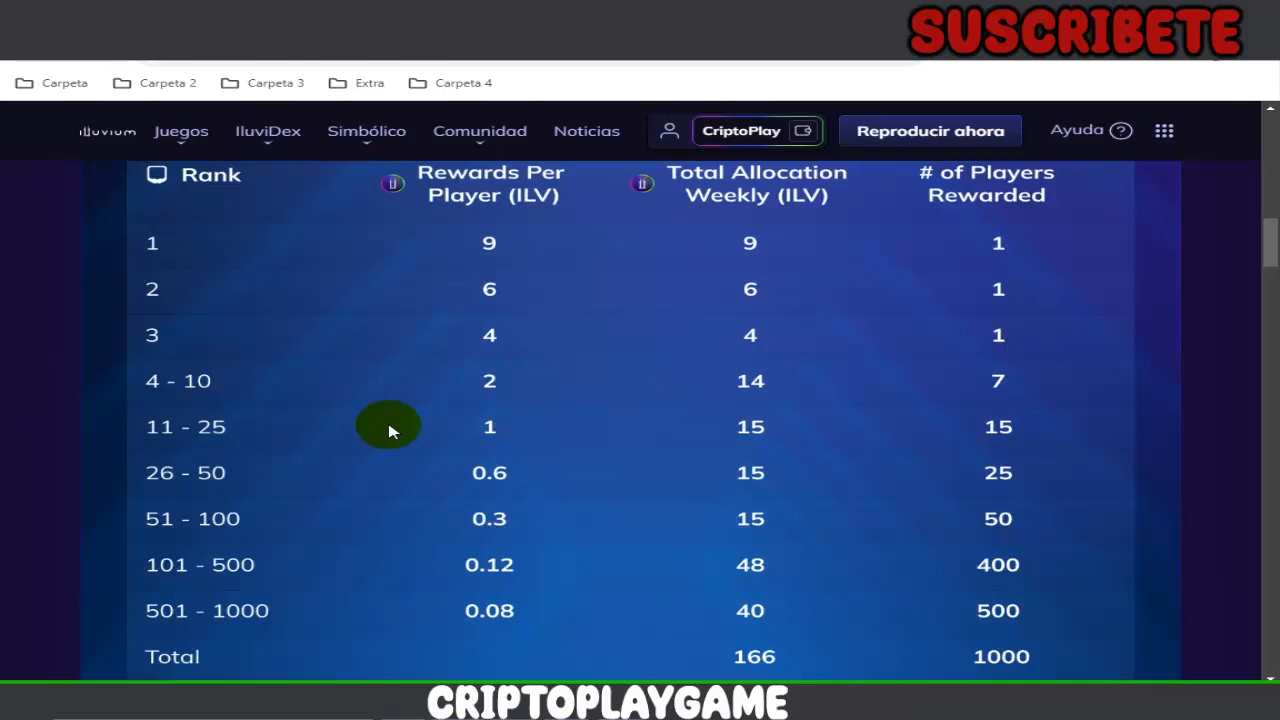 SUSCRIBETE
Carpeta Carpeta 2 Carpeta 3 Extra Carpeta 4
Juegos IluviDex Simbólico Comunidad Noticias CriptoPlay Reproducir ahora Ayuda ?
Rank Rewards Per Player (ILV) Total Allocation Weekly (ILV) # of Players Rewarded
1 9 9 1
2 6 6 1
3 4 4 1
4 - 10 2 14 7
11 - 25 1 15 15
26 - 50 0.6 15 25
51 - 100 0.3 15 50
101 - 500 0.12 48 400
501 - 1000 0.08 40 500
Total 166 1000
CRIPTOPLAYGAME